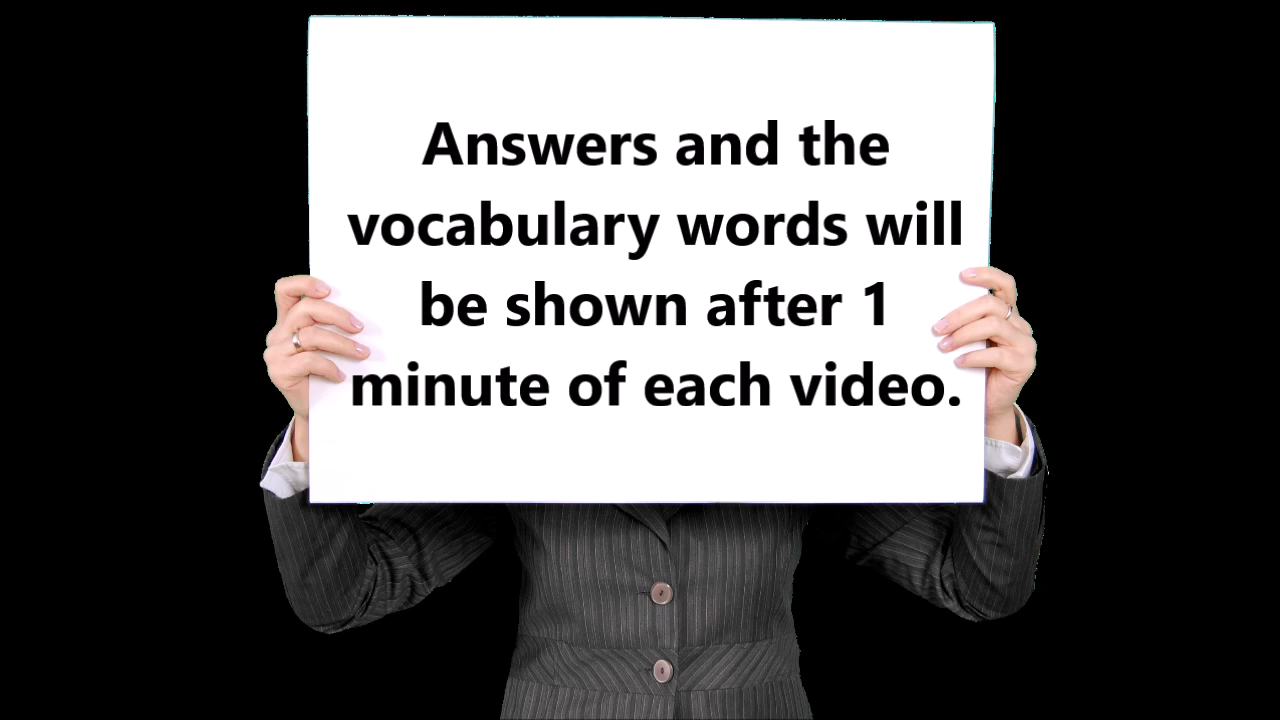 Answers and the
vocabulary words will
be shown after 1
minute of each video.